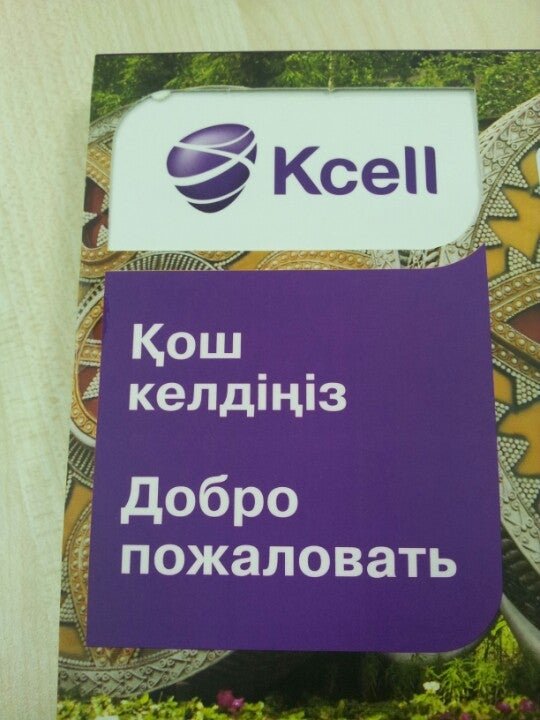 Kcell
Қош
келдіңіз
Добро
пожаловать